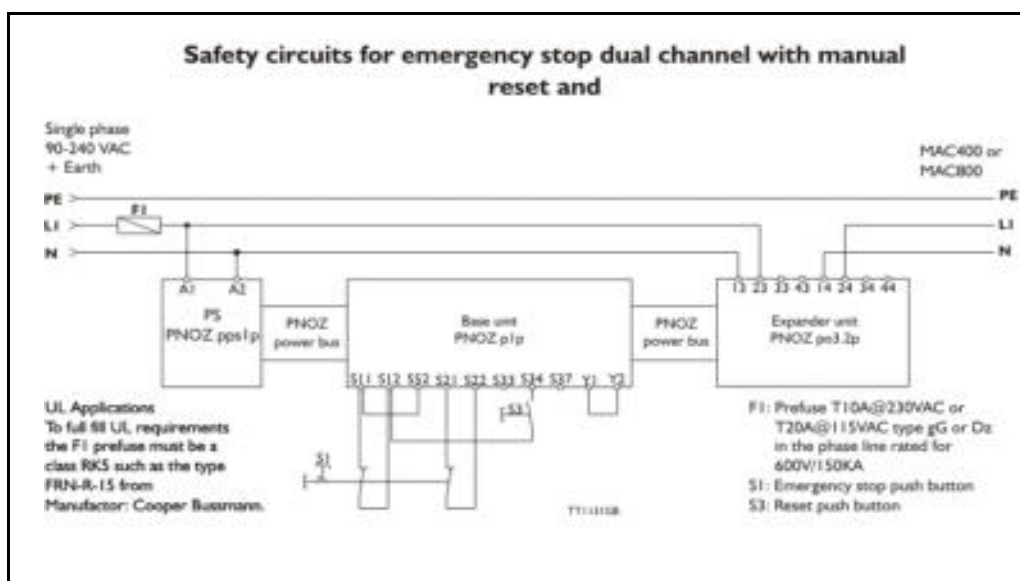 Safety circuits for emergency stop dual channel with manual
reset and
Single phase
90-240 VAC
+ Earth
MAC400 or
MAC800
PE
PE
F1
L1
L1
N
N
A1 A2
13 23 33 43 14 24 34 44
PS
PNOZ pps1p
PNOZ
power bus
Base unit
PNOZ p1p
PNOZ
power bus
Expander unit
PNOZ po3.2p
S11 S12 S52 S21 S22 S33 S34 S37 Y1 Y2
S3
S1
UL Applications
To full fill UL requirements
the F1 prefuse must be a
class RK5 such as the type
FRN-R-15 from
Manufactor: Cooper Bussmann.
F1: Prefuse T10A@230VAC or
T20A@115VAC type gG or Dz
in the phase line rated for
600V/150KA
S1: Emergency stop push button
S3: Reset push button